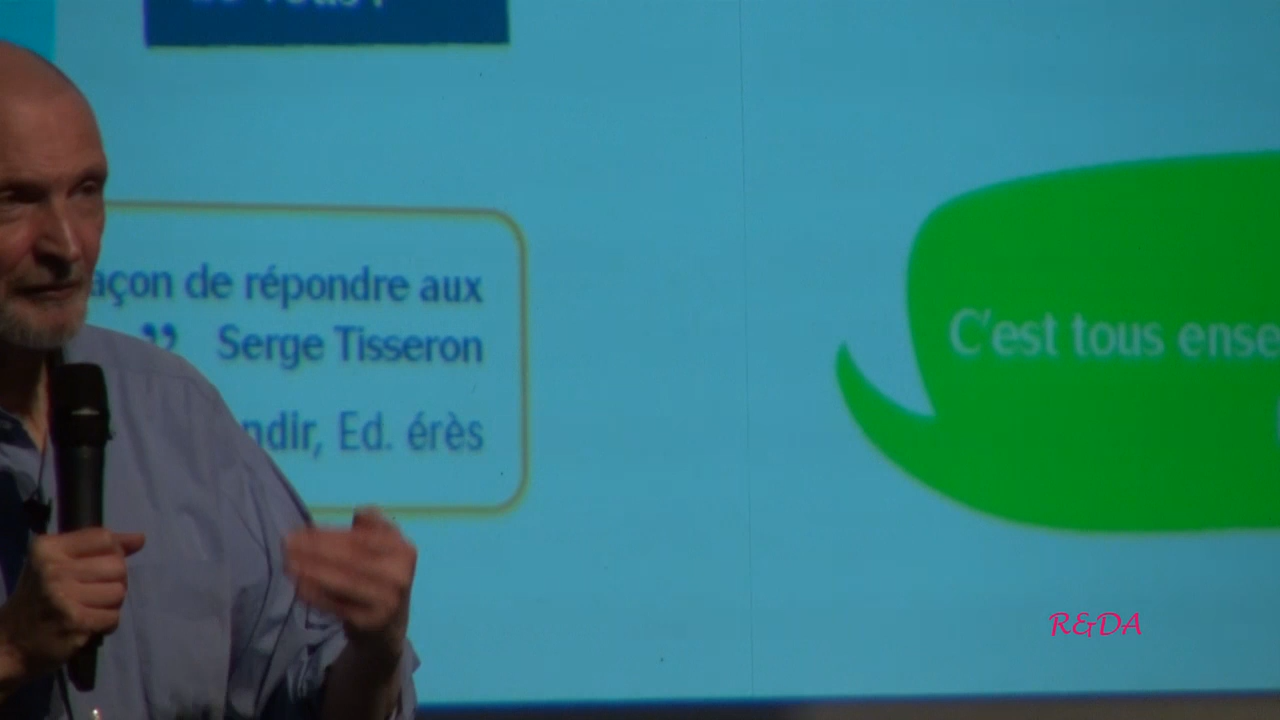 açon de répondre aux
” Serge Tisseron
ndir, Ed. érès
C'est tous ense
R&DA